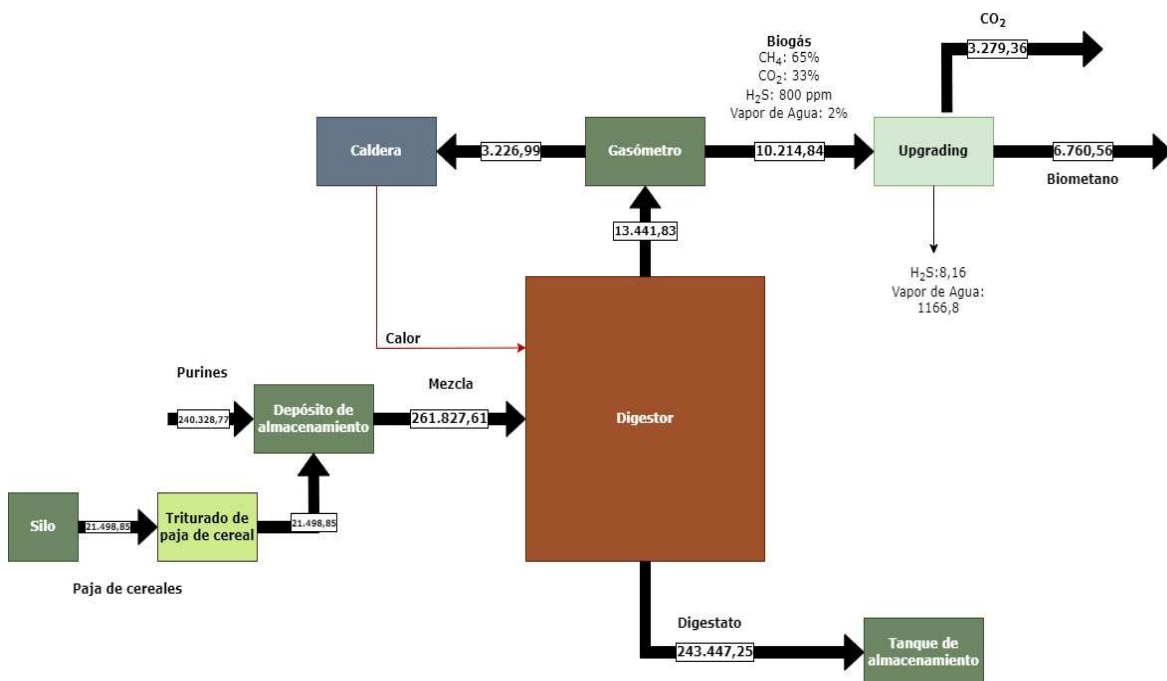 CO₂
3.279,36
Biogás
CH₄: 65%
CO₂: 33%
H₂S: 800 ppm
Vapor de Agua: 2%
Caldera
3.226,99
Gasómetro
10.214,84
Upgrading
6.760,56
Biometano
13.441,83
H₂S:8,16
Vapor de Agua:
1166,8
Calor
Purines
240.328,77
Depósito de
almacenamiento
Mezcla
261.827,61
Digestor
Silo
21.498,85
Triturado de
paja de cereal
21.498,85
Paja de cereales
Digestato
243.447,25
Tanque de
almacenamiento